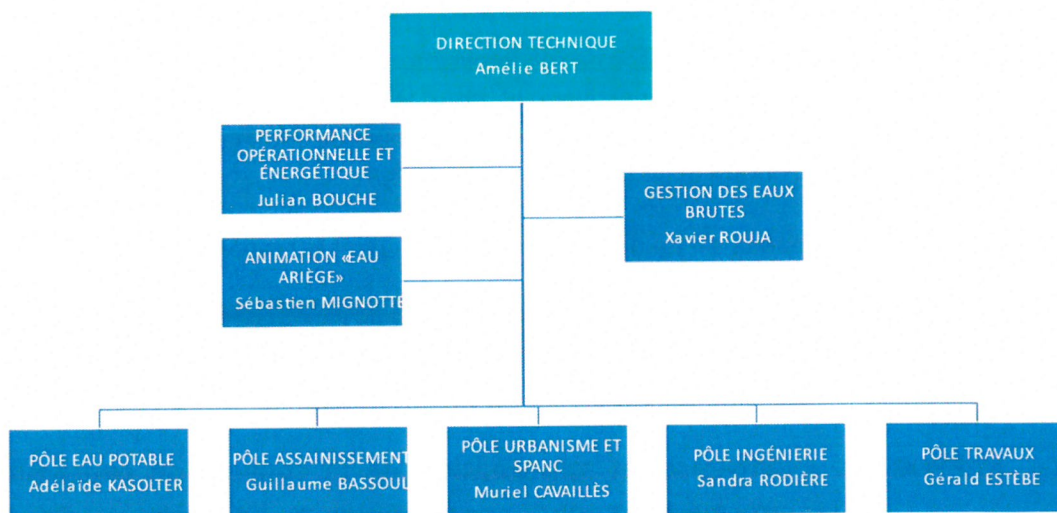 DIRECTION TECHNIQUE
Amélie BERT
PERFORMANCE
OPÉRATIONNELLE ET
ÉNERGÉTIQUE
Julian BOUCHE
GESTION DES EAUX
BRUTES
Xavier ROUJA
ANIMATION «EAU
ARIÈGE»
Sébastien MIGNOTTE
PÔLE EAU POTABLE
Adélaïde KASOLTER
PÔLE ASSAINISSEMENT
Guillaume BASSOUL
PÔLE URBANISME ET
SPANC
Muriel CAVAILLÈS
PÔLE INGÉNIERIE
Sandra RODIÈRE
PÔLE TRAVAUX
Gérald ESTÈBE